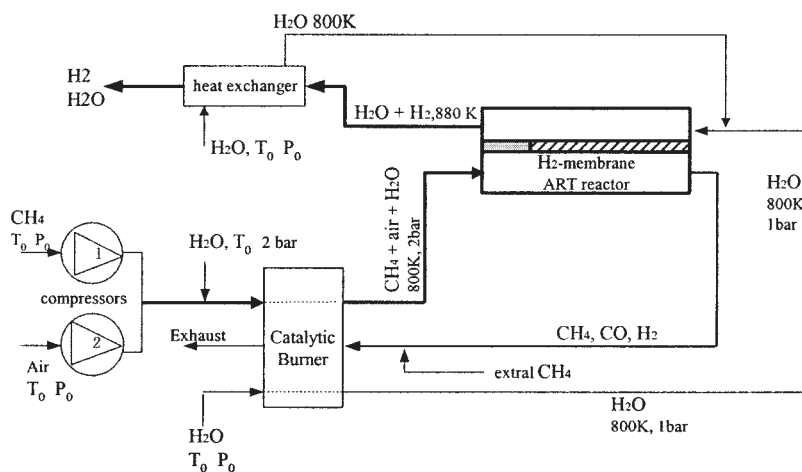 H₂O 800K
H2
H2O
heat exchanger
H₂O + H₂,880 K
H₂O, T₀ P₀
H₂-membrane
ART reactor
H₂O
800K
1bar
CH₄ + air + H₂O
800K, 2bar
CH₄
T₀ P₀
1
H₂O, T₀ 2 bar
compressors
2
Air
T₀ P₀
Exhaust
Catalytic
Burner
CH₄, CO, H₂
extral CH₄
H₂O
T₀ P₀
H₂O
800K, 1bar